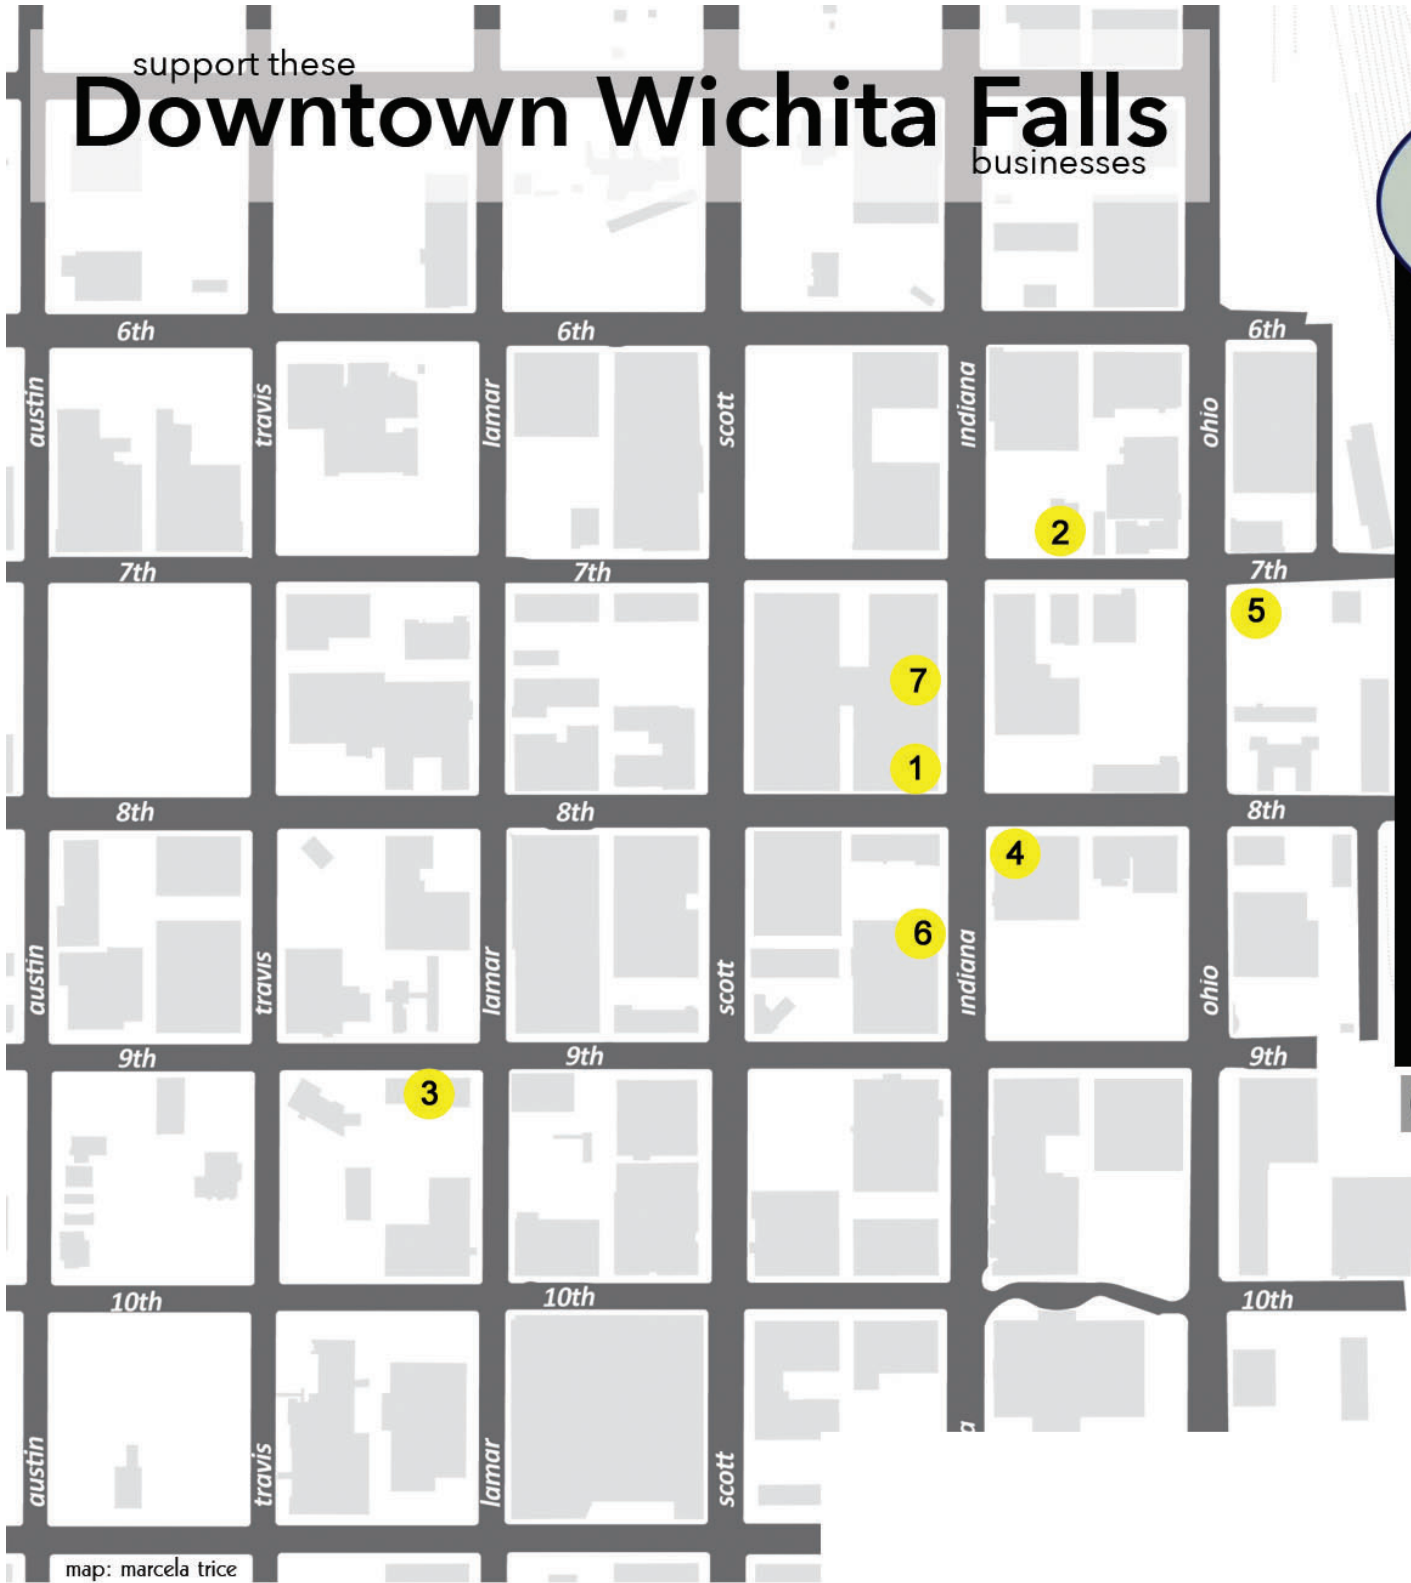 support these
Downtown Wichita Falls
businesses
6th 6th 6th
austin travis lamar scott indiana ohio
2
7th 7th 7th
5
7
1
8th 8th 8th
4
6
austin travis lamar scott indiana ohio
9th 9th 9th
3
10th 10th 10th
a
austin travis lamar scott
map: marcela trice